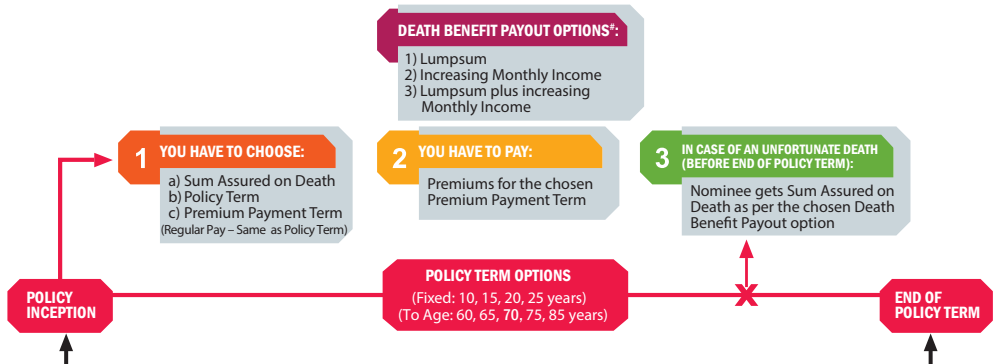 DEATH BENEFIT PAYOUT OPTIONS#:
1) Lumpsum
2) Increasing Monthly Income
3) Lumpsum plus increasing
Monthly Income
1 YOU HAVE TO CHOOSE:
a) Sum Assured on Death
b) Policy Term
c) Premium Payment Term
(Regular Pay – Same as Policy Term)
2 YOU HAVE TO PAY:
Premiums for the chosen
Premium Payment Term
3 IN CASE OF AN UNFORTUNATE DEATH
(BEFORE END OF POLICY TERM):
Nominee gets Sum Assured on
Death as per the chosen Death
Benefit Payout option
POLICY
INCEPTION
POLICY TERM OPTIONS
(Fixed: 10, 15, 20, 25 years)
(To Age: 60, 65, 70, 75, 85 years)
X
END OF
POLICY TERM